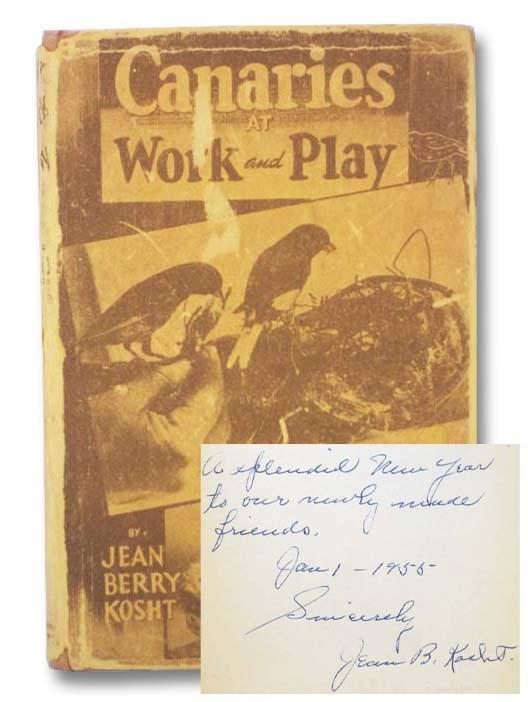 Canaries
AT
Work and Play
BY
JEAN
BERRY
KOSHT
A splendid New Year
to our newly made
friends.
Jan 1 - 1955
Sincerely
Jean B. Kosht.